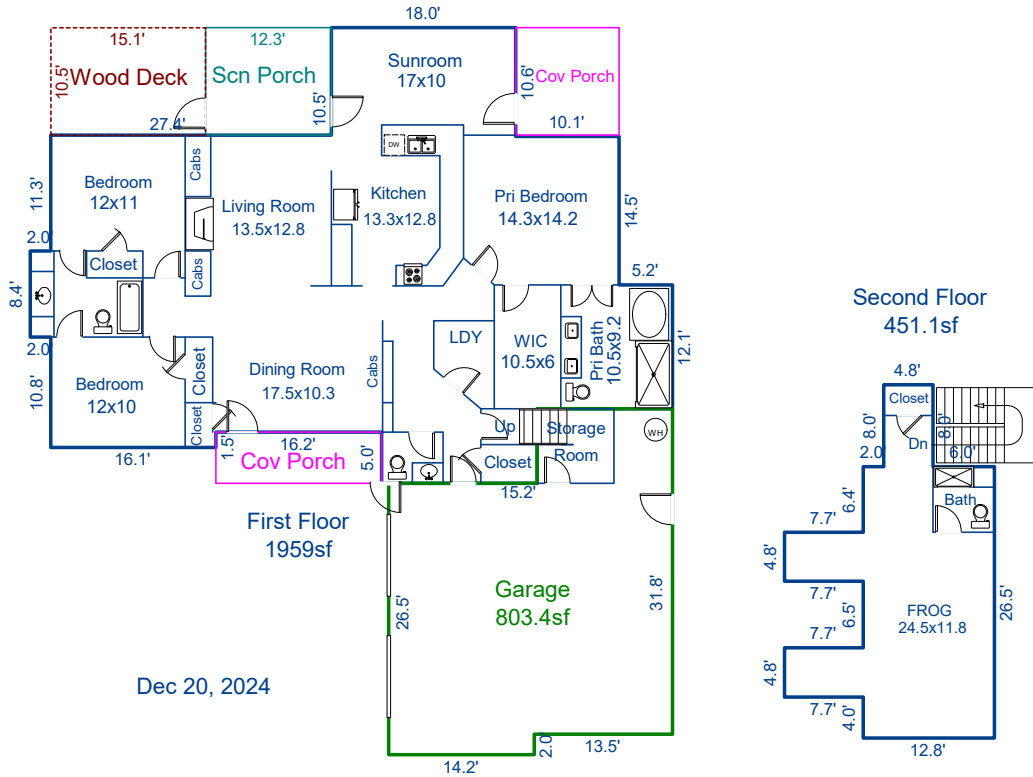 18.0'
15.1'
12.3'
Wood Deck
10.5'
Scn Porch
Sunroom
17x10
Cov Porch
10.6'
10.5'
10.1'
27.4'
DW
Cabs
Bedroom
12x11
Living Room
13.5x12.8
Kitchen
13.3x12.8
Pri Bedroom
14.3x14.2
11.3'
14.5'
2.0'
Closet
Cabs
5.2'
8.4'
LDY
WIC
10.5x6
Pri Bath
10.5x9.2
12.1'
2.0'
10.8'
Bedroom
12x10
Closet
Dining Room
17.5x10.3
Cabs
Closet
Up
Storage
Room
WH
1.5'
16.2'
Cov Porch
5.0'
Closet
16.1'
15.2'
First Floor
1959sf
Garage
803.4sf
26.5'
31.8'
Dec 20, 2024
14.2'
2.0'
13.5'
Second Floor
451.1sf
4.8'
Closet
8.0'
Dn
8.0'
6.0'
2.0'
Bath
6.4'
7.7'
4.8'
7.7'
6.5'
7.7'
FROG
24.5x11.8
26.5'
4.8'
7.7'
4.0'
12.8'